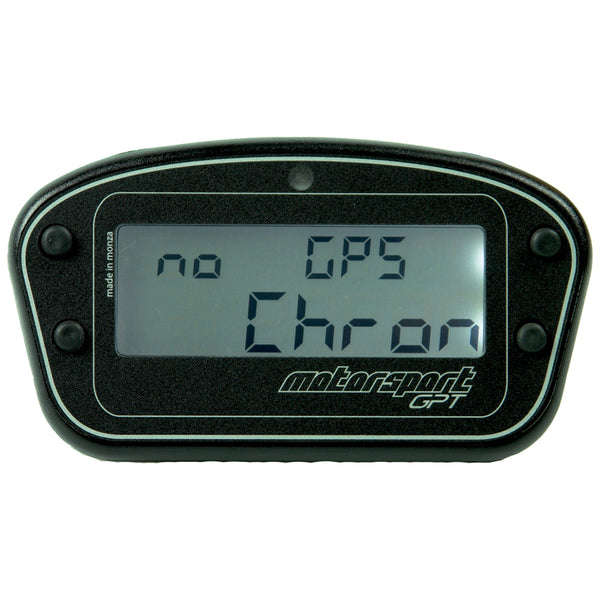 made in monza
no GPS
Chron
motorsport
GPT